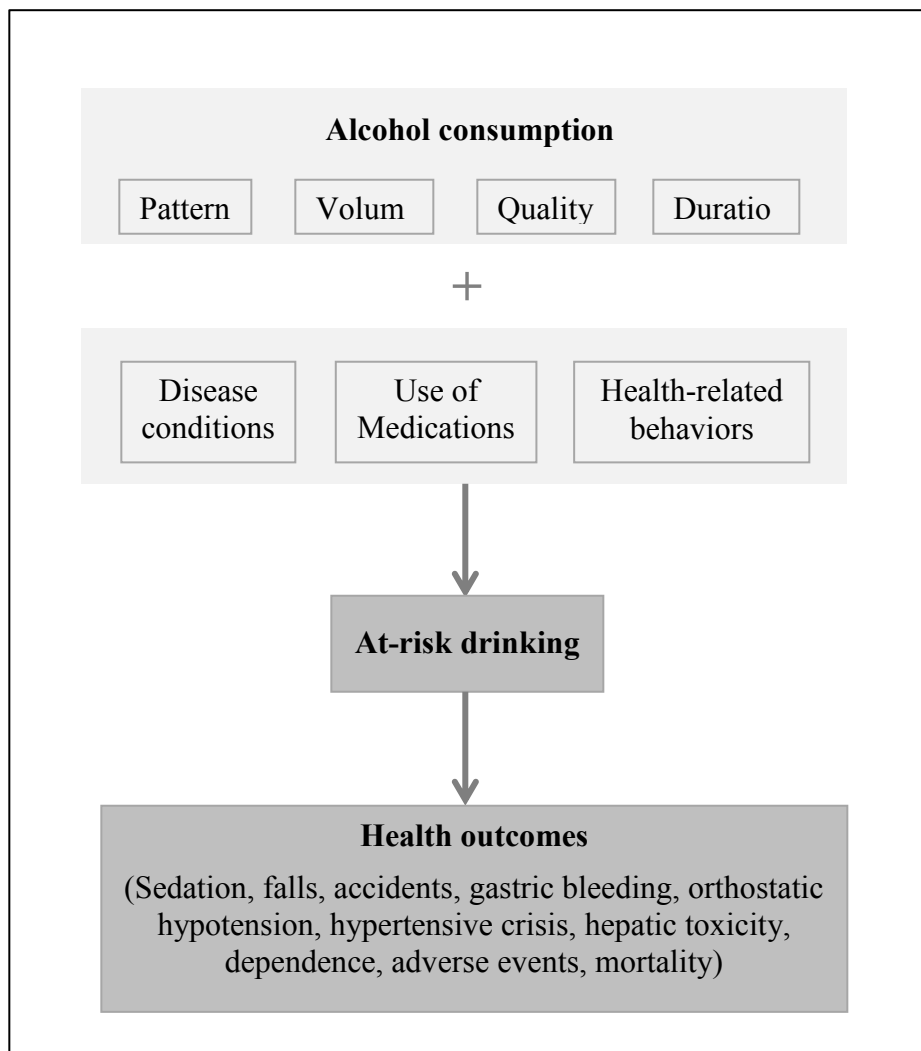 Alcohol consumption
Pattern Volum Quality Duratio
+
Disease conditions
Use of Medications
Health-related behaviors
At-risk drinking
Health outcomes
(Sedation, falls, accidents, gastric bleeding, orthostatic
hypotension, hypertensive crisis, hepatic toxicity,
dependence, adverse events, mortality)